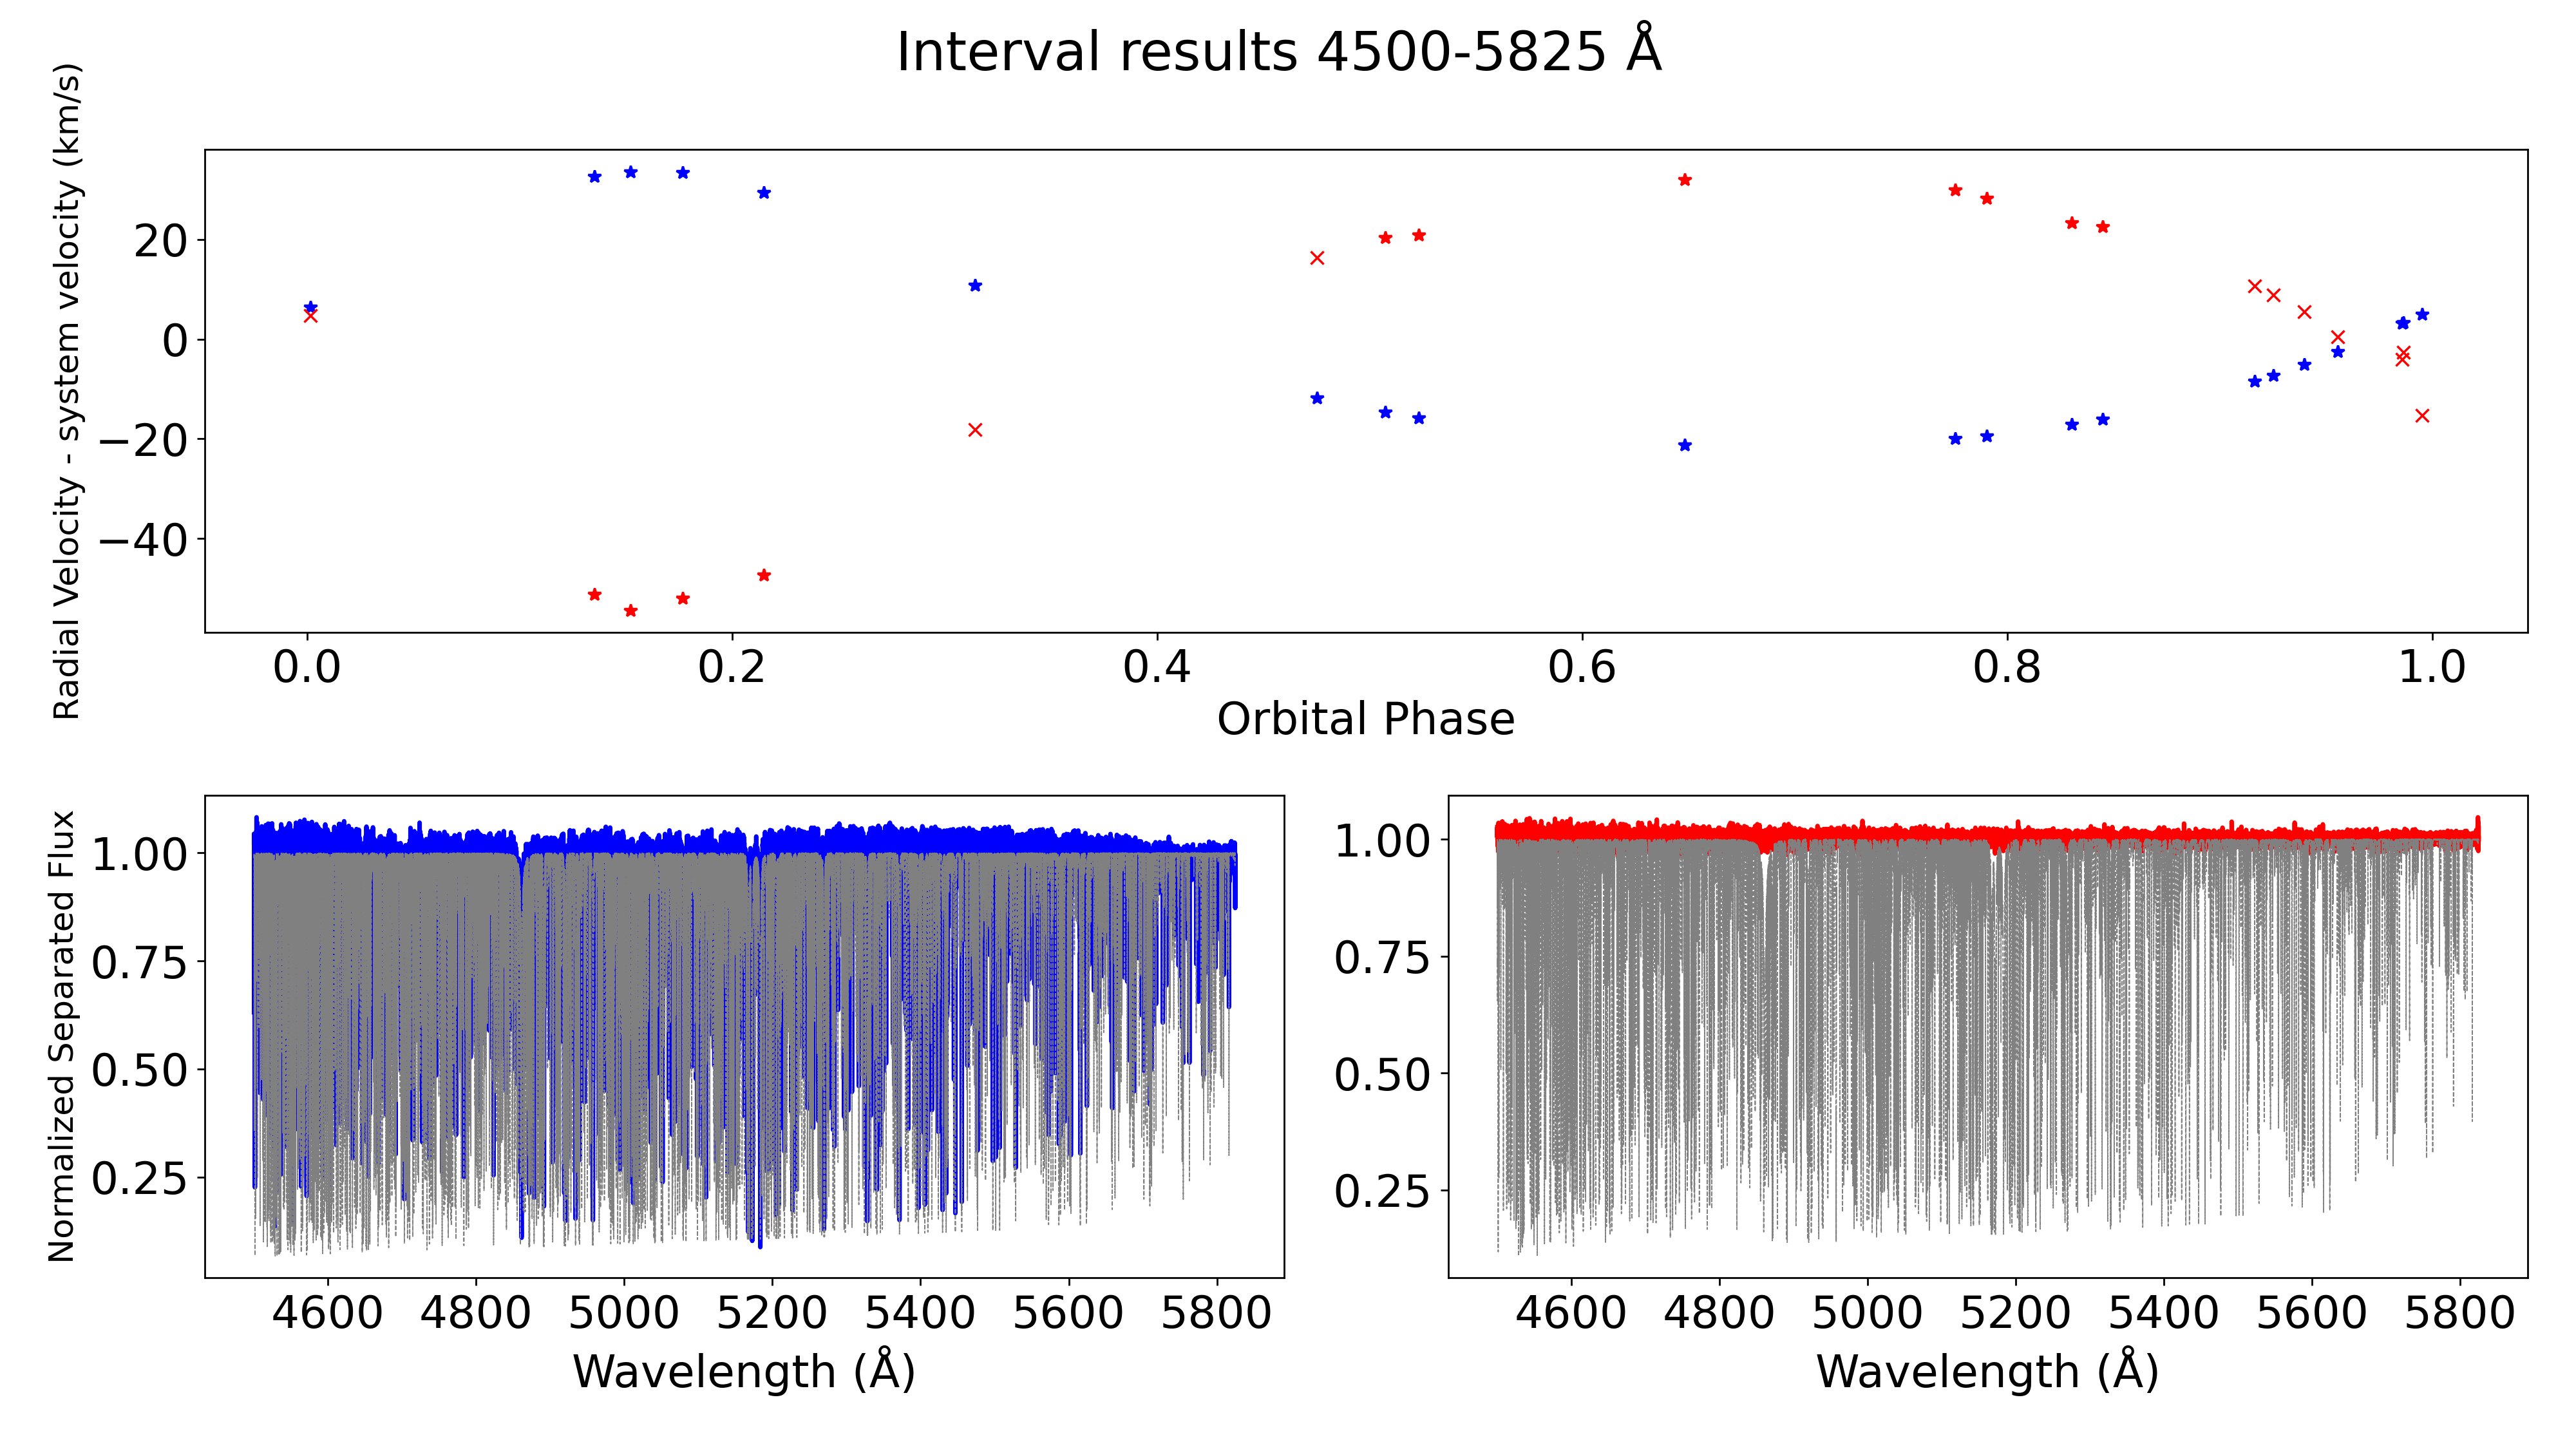 Interval results 4500-5825 Å
Radial Velocity - system velocity (km/s)
20
0
−20
−40
0.0 0.2 0.4 0.6 0.8 1.0
Orbital Phase
Normalized Separated Flux
1.00
0.75
0.50
0.25
4600 4800 5000 5200 5400 5600 5800
Wavelength (Å)
1.00
0.75
0.50
0.25
4600 4800 5000 5200 5400 5600 5800
Wavelength (Å)